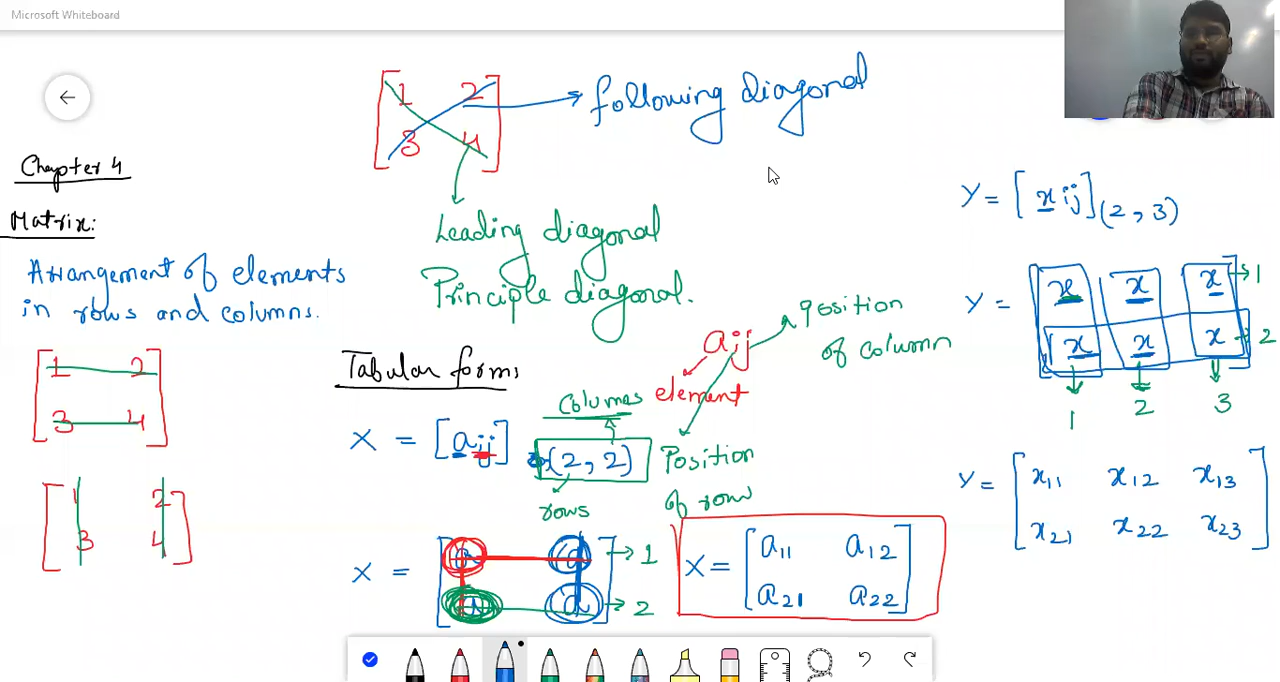 Microsoft Whiteboard
Chapter 4
Matrix:
Arrangement of elements
in rows and columns.
1 2
3 4
1 2
3 4
1 2
3 4
following diagonal
Leading diagonal
Principle diagonal.
Tabular form:
X = [aij] (2, 2)
Columes
rows
aij
element
Position
of column
Position
of row
X = [a a
a a]
1
2
X = [a11 a12
a21 a22]
Y = [xij](2, 3)
Y = [x x x
x x x]
1
2
1 2 3
Y = [x11 x12 x13
x21 x22 x23]